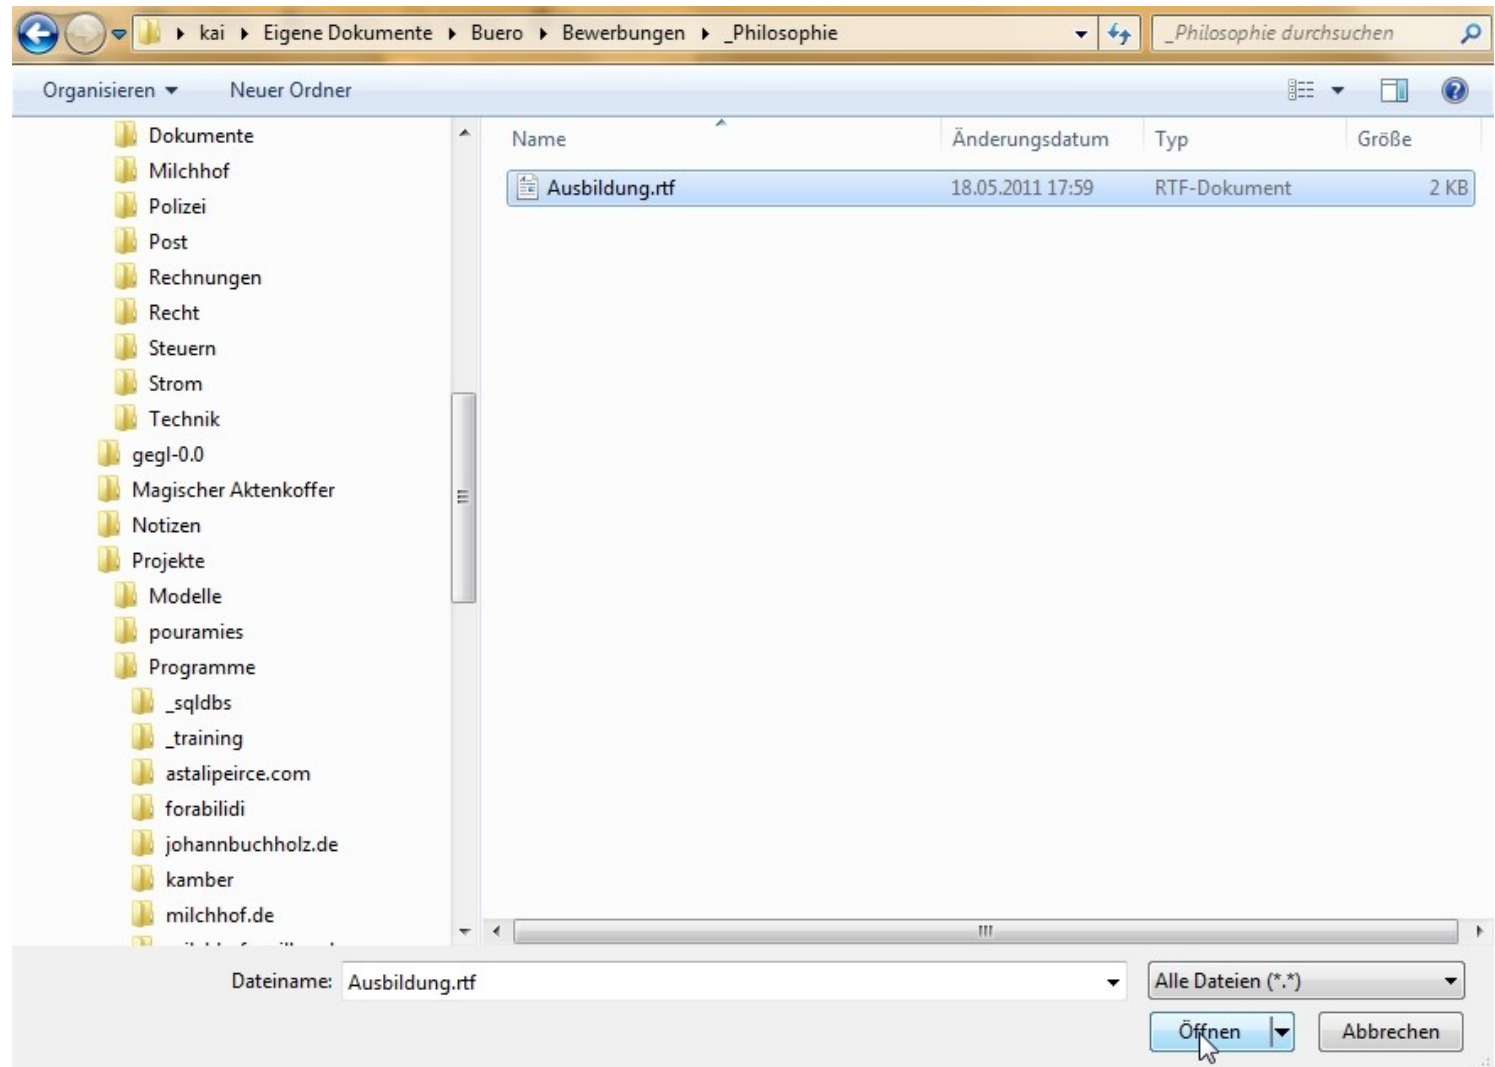 kai Eigene Dokumente Buero Bewerbungen _Philosophie
_Philosophie durchsuchen
Organisieren Neuer Ordner
Name Änderungsdatum Typ Größe
Ausbildung.rtf 18.05.2011 17:59 RTF-Dokument 2 KB
Dokumente
Milchhof
Polizei
Post
Rechnungen
Recht
Steuern
Strom
Technik
gegl-0.0
Magischer Aktenkoffer
Notizen
Projekte
Modelle
pouramies
Programme
_sqldbs
_training
astalipeirce.com
forabilidi
johannbuchholz.de
kamber
milchhof.de
Dateiname: Ausbildung.rtf
Alle Dateien (*.*)
Öffnen Abbrechen